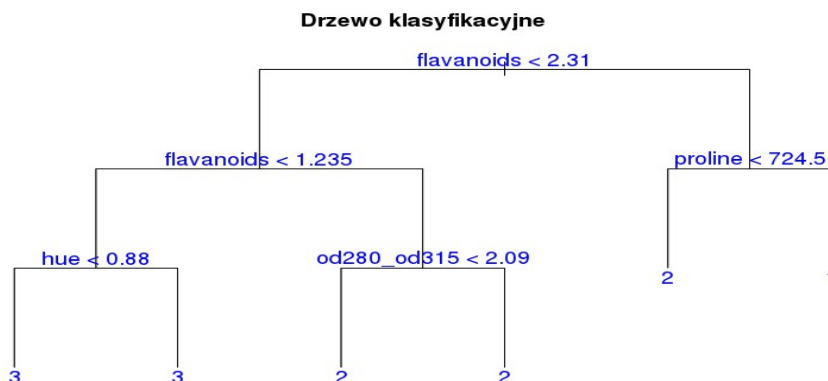 Drzewo klasyfikacyjne
flavanoids < 2.31
flavanoids < 1.235
proline < 724.5
hue < 0.88
od280_od315 < 2.09
2
3
3
2
2